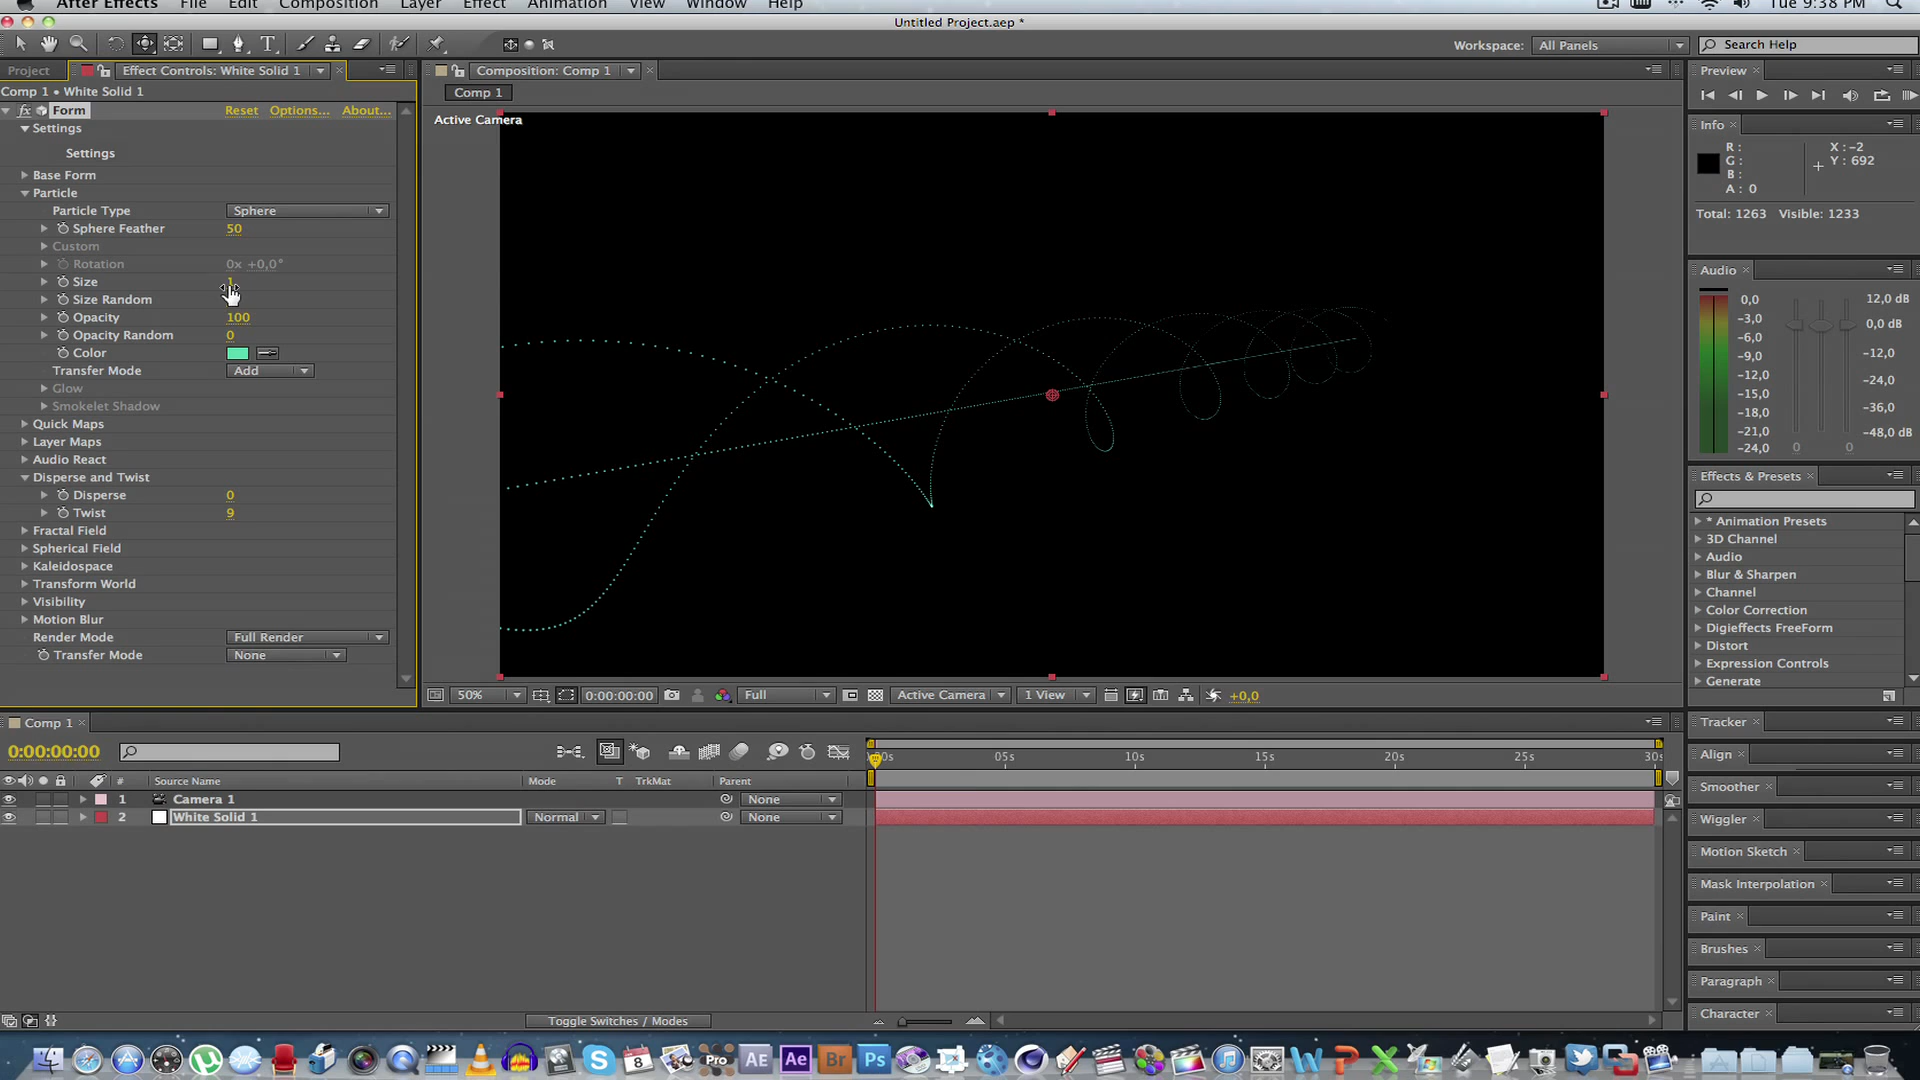 After Effects File Edit Composition Layer Effect Animation View Window Help Tue 9:38 PM
Untitled Project.aep *
Workspace: All Panels Search Help
Project Effect Controls: White Solid 1 Composition: Comp 1 Preview
Comp 1 • White Solid 1
Comp 1
fx Form Reset Options... About...
Active Camera
Settings
Settings
Base Form
Particle
Particle Type Sphere
Sphere Feather 50
Custom
Rotation 0x +0,0°
Size 1
Size Random
Opacity 100
Opacity Random 0
Color
Transfer Mode Add
Glow
Smokelet Shadow
Quick Maps
Layer Maps
Audio React
Disperse and Twist
Disperse 0
Twist 9
Fractal Field
Spherical Field
Kaleidospace
Transform World
Visibility
Motion Blur
Render Mode Full Render
Transfer Mode None
50% 0:00:00:00 Full Active Camera 1 View +0,0
Info
R : X : -2
G : Y : 692
B :
A : 0
Total: 1263 Visible: 1233
Audio
0,0 12,0 dB
-3,0 0,0 dB
-6,0
-9,0 -12,0
-12,0
-15,0 -24,0
-18,0
-21,0 -36,0
-24,0 -48,0 dB
0 0
Effects & Presets
* Animation Presets
3D Channel
Audio
Blur & Sharpen
Channel
Color Correction
Digieffects FreeForm
Distort
Expression Controls
Generate
Comp 1
0:00:00:00
00s 05s 10s 15s 20s 25s 30s
# Source Name Mode T TrkMat Parent
1 Camera 1 None
2 White Solid 1 Normal None
Toggle Switches / Modes
Tracker
Align
Smoother
Wiggler
Motion Sketch
Mask Interpolation
Paint
Brushes
Paragraph
Character
8 Pro AE Ae Br Ps